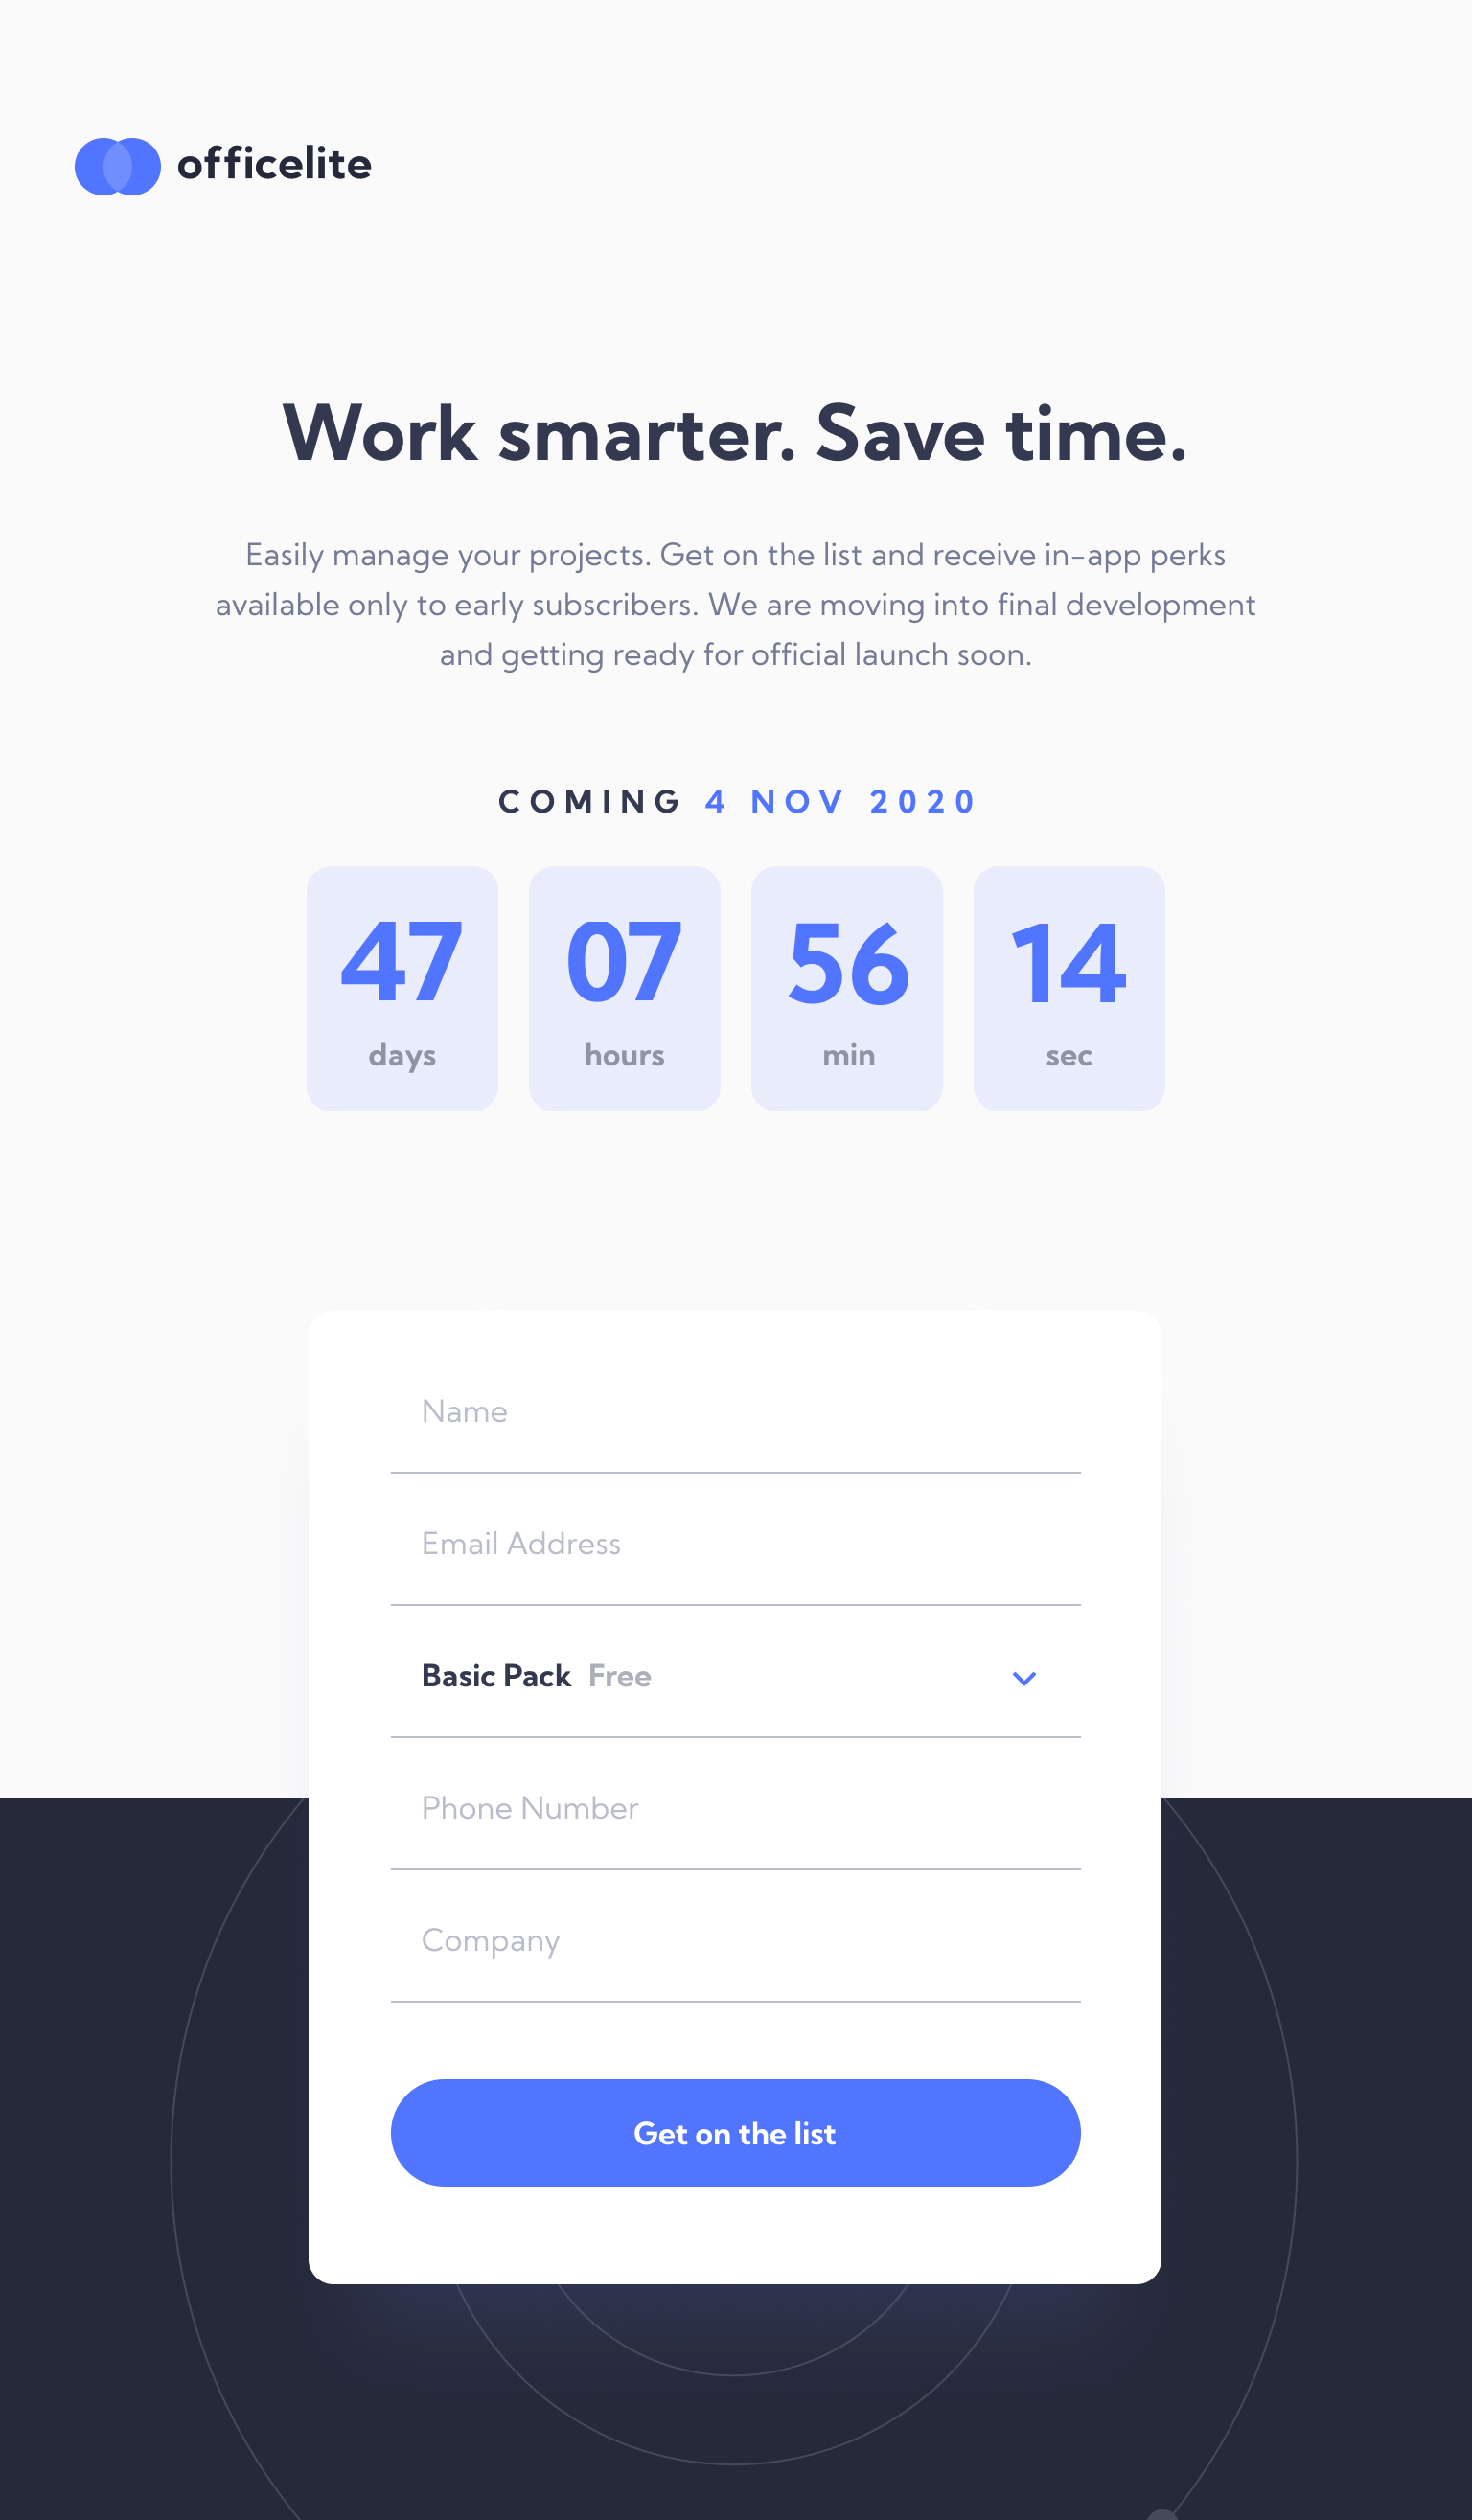 officelite
Work smarter. Save time.
Easily manage your projects. Get on the list and receive in-app perks
available only to early subscribers. We are moving into final development
and getting ready for official launch soon.
COMING 4 NOV 2020
47 07 56 14
days hours min sec
Name
Email Address
Basic Pack Free
Phone Number
Company
Get on the list